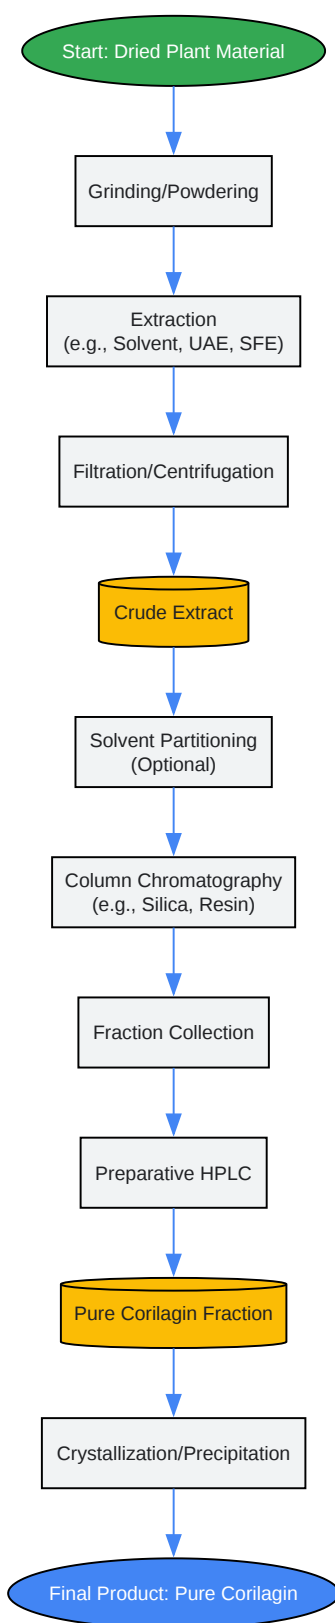 Start: Dried Plant Material
Grinding/Powdering
Extraction
(e.g., Solvent, UAE, SFE)
Filtration/Centrifugation
Crude Extract
Solvent Partitioning
(Optional)
Column Chromatography
(e.g., Silica, Resin)
Fraction Collection
Preparative HPLC
Pure Corilagin Fraction
Crystallization/Precipitation
Final Product: Pure Corilagin